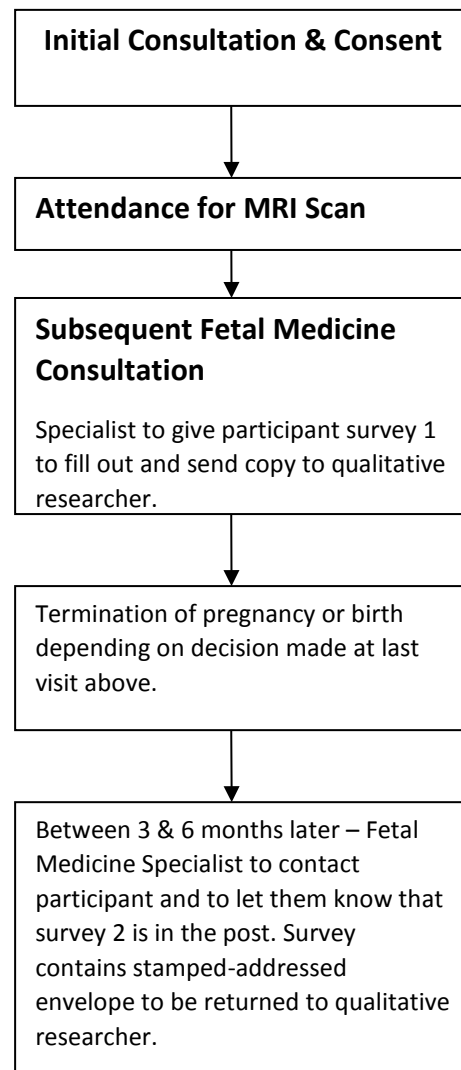 Initial Consultation & Consent
Attendance for MRI Scan
Subsequent Fetal Medicine
Consultation
Specialist to give participant survey 1
to fill out and send copy to qualitative
researcher.
Termination of pregnancy or birth
depending on decision made at last
visit above.
Between 3 & 6 months later – Fetal
Medicine Specialist to contact
participant and to let them know that
survey 2 is in the post. Survey
contains stamped-addressed
envelope to be returned to qualitative
researcher.